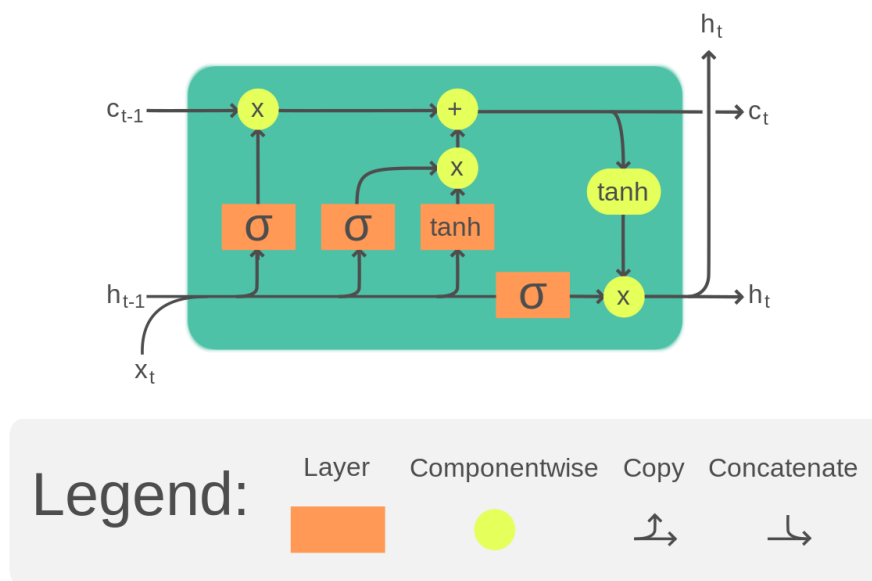 h_t
c_{t-1}
x
+
c_t
x
tanh
σ
σ
tanh
h_{t-1}
σ
x
h_t
x_t
Layer
Componentwise
Copy
Concatenate
Legend: